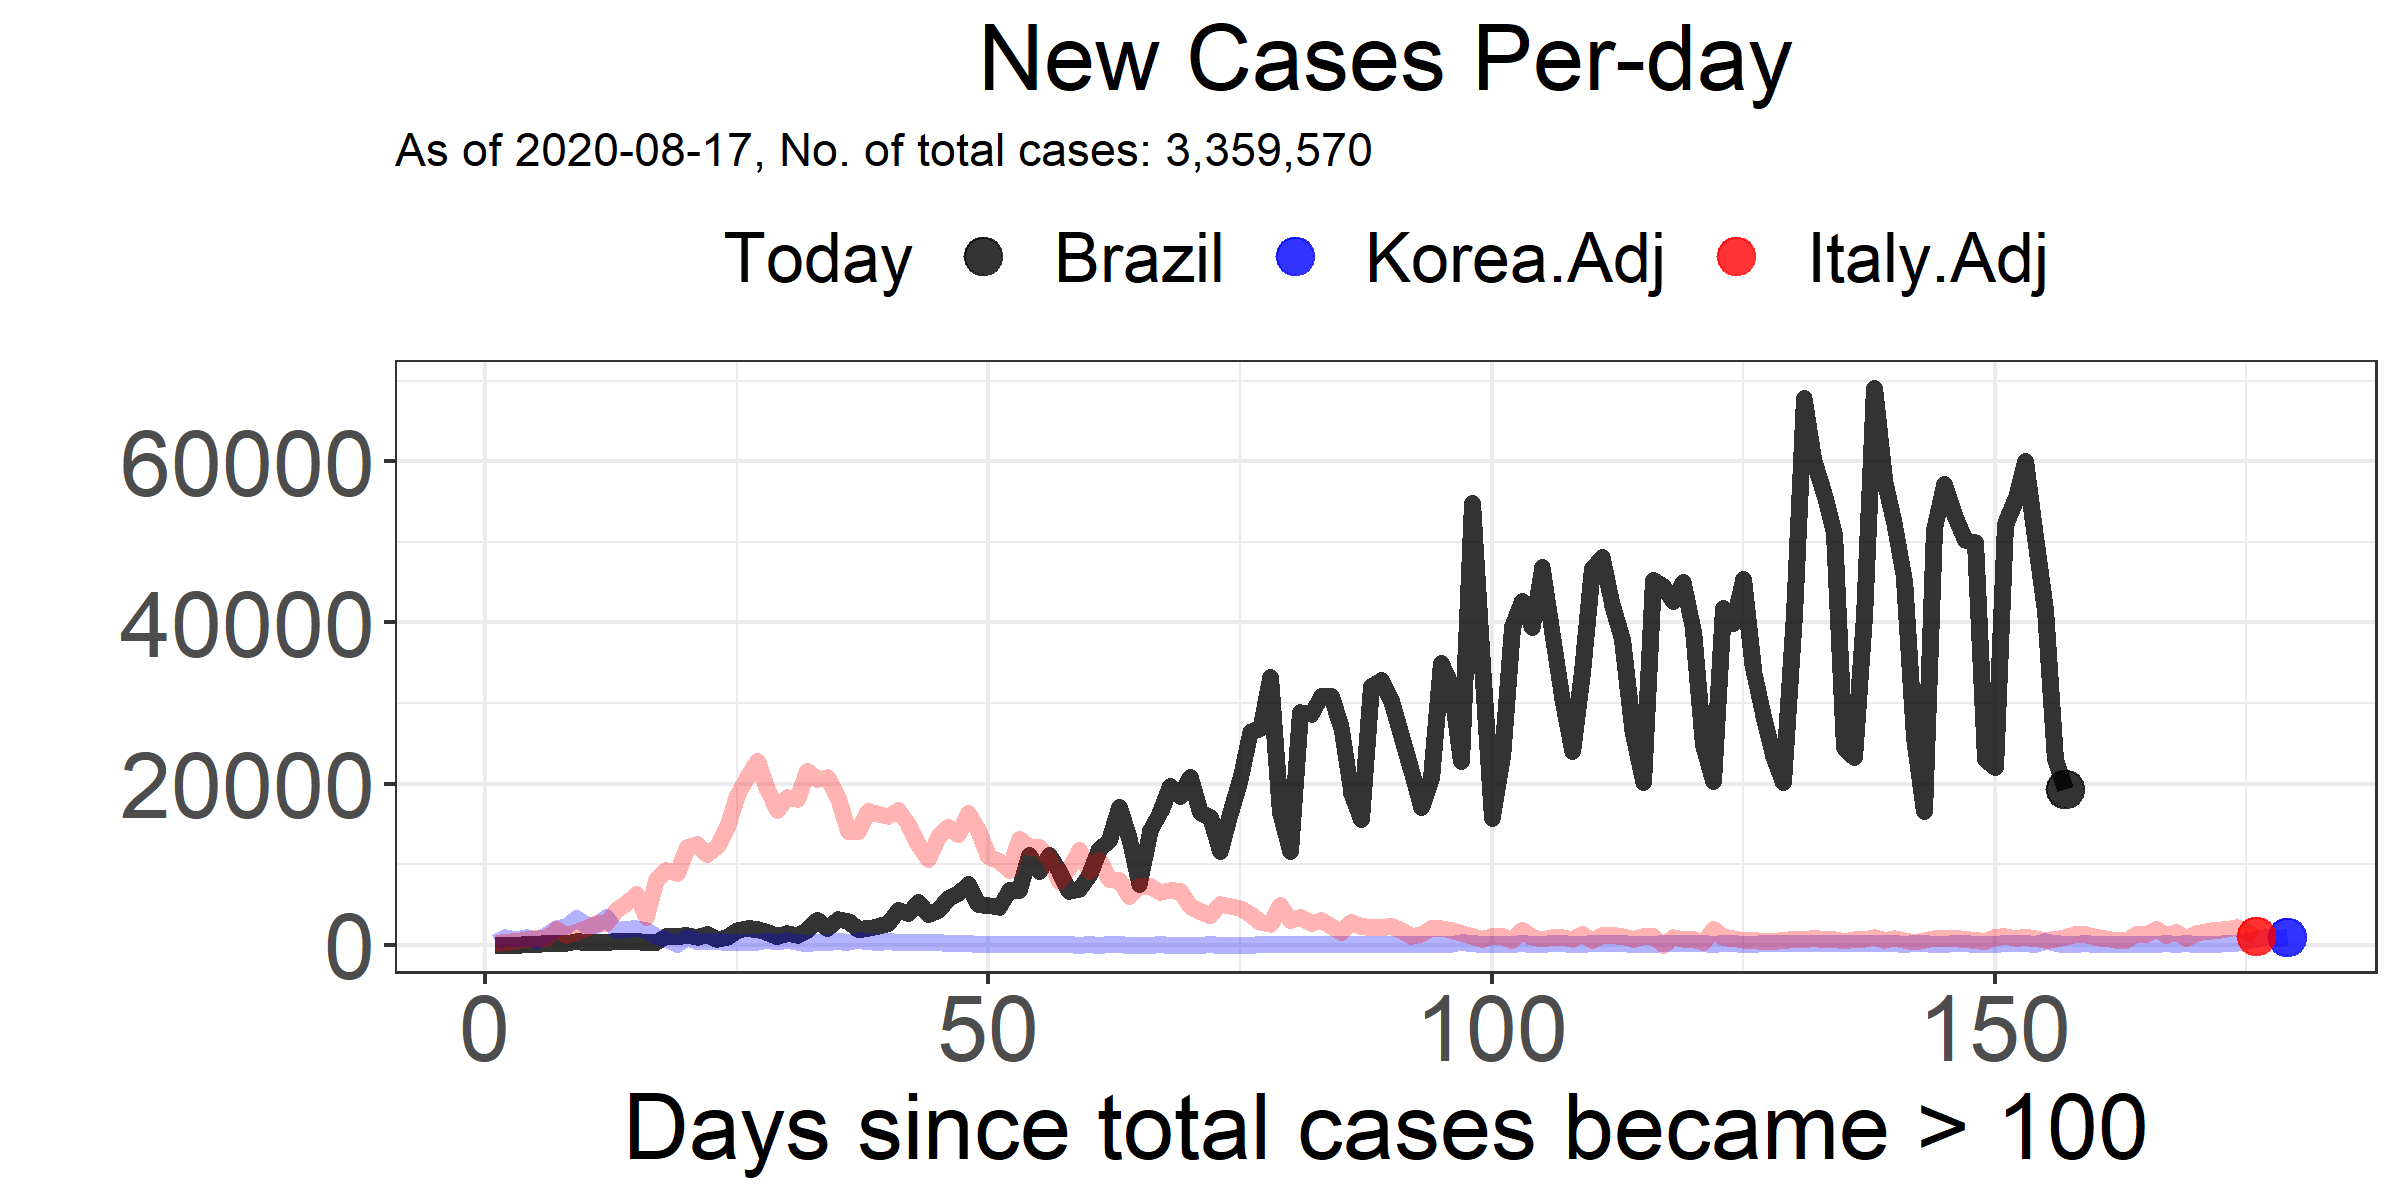 New Cases Per-day
As of 2020-08-17, No. of total cases: 3,359,570
Today Brazil Korea.Adj Italy.Adj
60000
40000
20000
0
0 50 100 150
Days since total cases became > 100